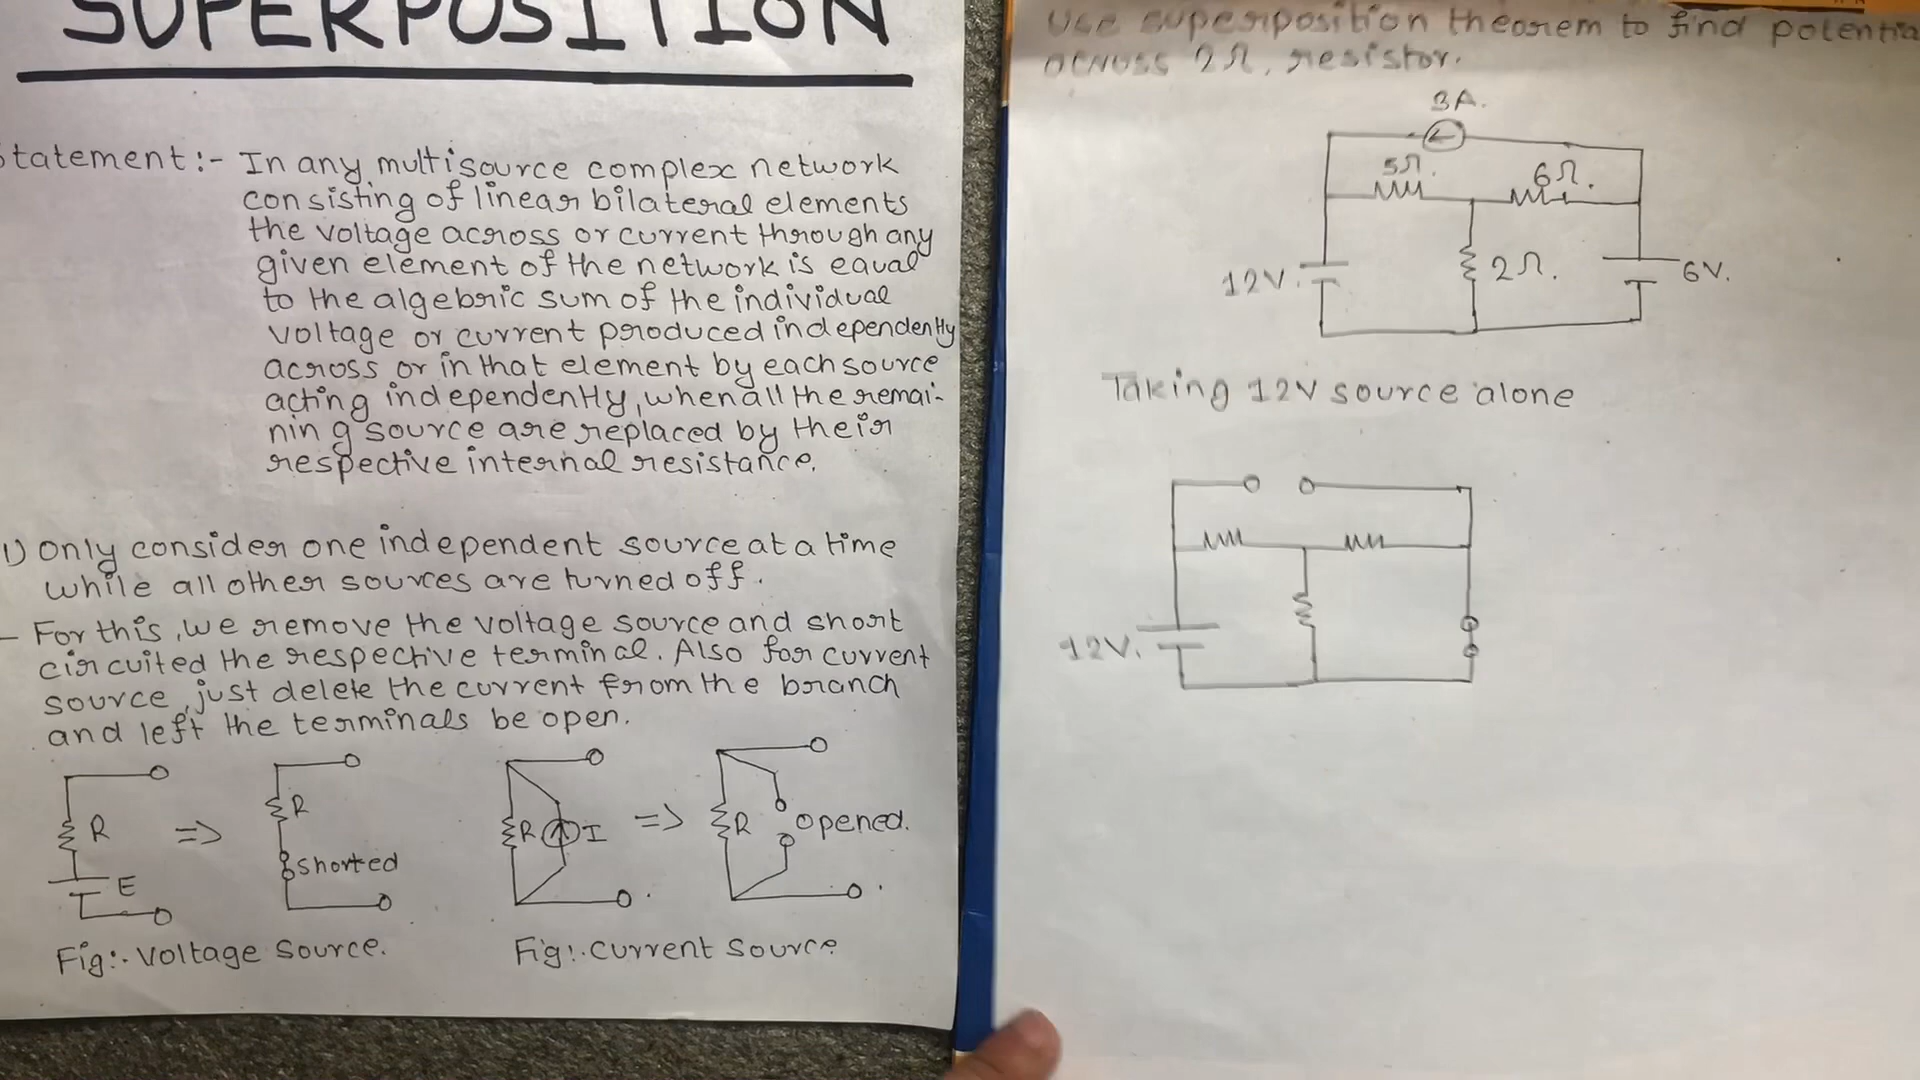 SUPERPOSITION
Statement:- In any multisource complex network
consisting of linear bilateral elements
the voltage across or current through any
given element of the network is equal
to the algebric sum of the individual
voltage or current produced independently
across or in that element by each source
acting independently, when all the remai-
ning source are replaced by their
respective internal resistance.
1) Only consider one independent source at a time
while all other sources are turned off.
- For this, we remove the voltage source and short
circuited the respective terminal. Also for current
source, just delete the current from the branch
and left the terminals be open.
R
E
=>
R
shorted
R
I
=>
R
opened.
Fig:- Voltage Source.
Fig:- Current Source
Use superposition theorem to find potentia
across 2Ω, resistor.
3A.
5Ω.
6Ω.
12V.
2Ω.
6V.
Taking 12V source alone
12V.